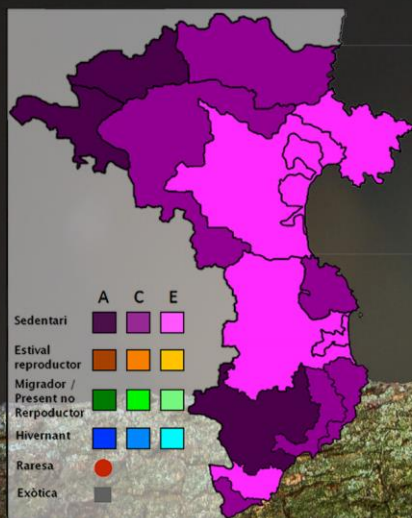 A C E
Sedentari
Estival
reproductor
Migrador /
Present no
Rerpoductor
Hivernant
Raresa
Exòtica